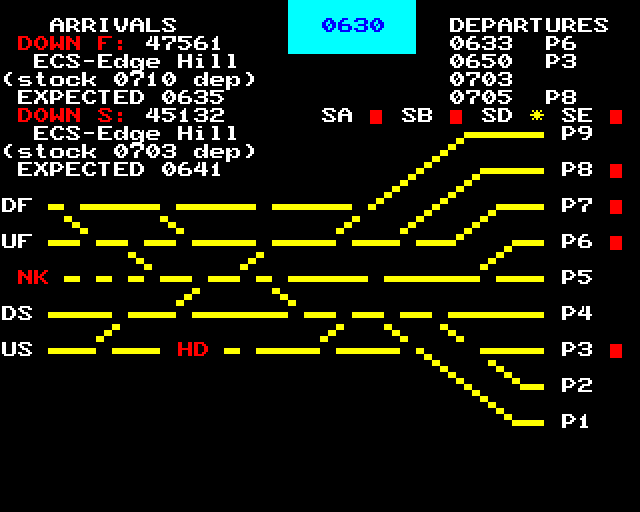 ARRIVALS
DOWN F: 47561
ECS-Edge Hill
(stock 0710 dep)
EXPECTED 0635
DOWN S: 45132
ECS-Edge Hill
(stock 0703 dep)
EXPECTED 0641
0630
DEPARTURES
0633 P6
0650 P3
0703
0705 P8
SA SB SD * SE
P9
P8
DF P7
UF P6
NK P5
DS P4
US HD P3
P2
P1